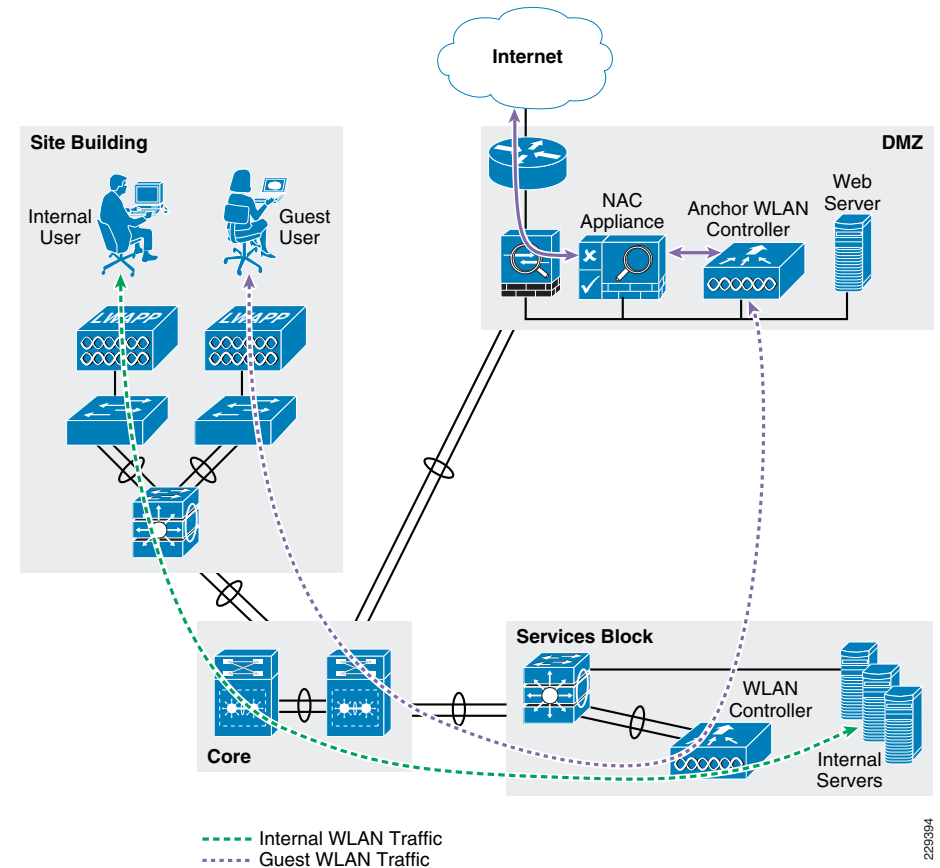 Internet
Site Building
DMZ
Internal
User
Guest
User
NAC
Appliance
Anchor WLAN
Controller
Web
Server
LWAPP
LWAPP
Services Block
WLAN
Controller
Core
Internal
Servers
Internal WLAN Traffic
Guest WLAN Traffic
229394